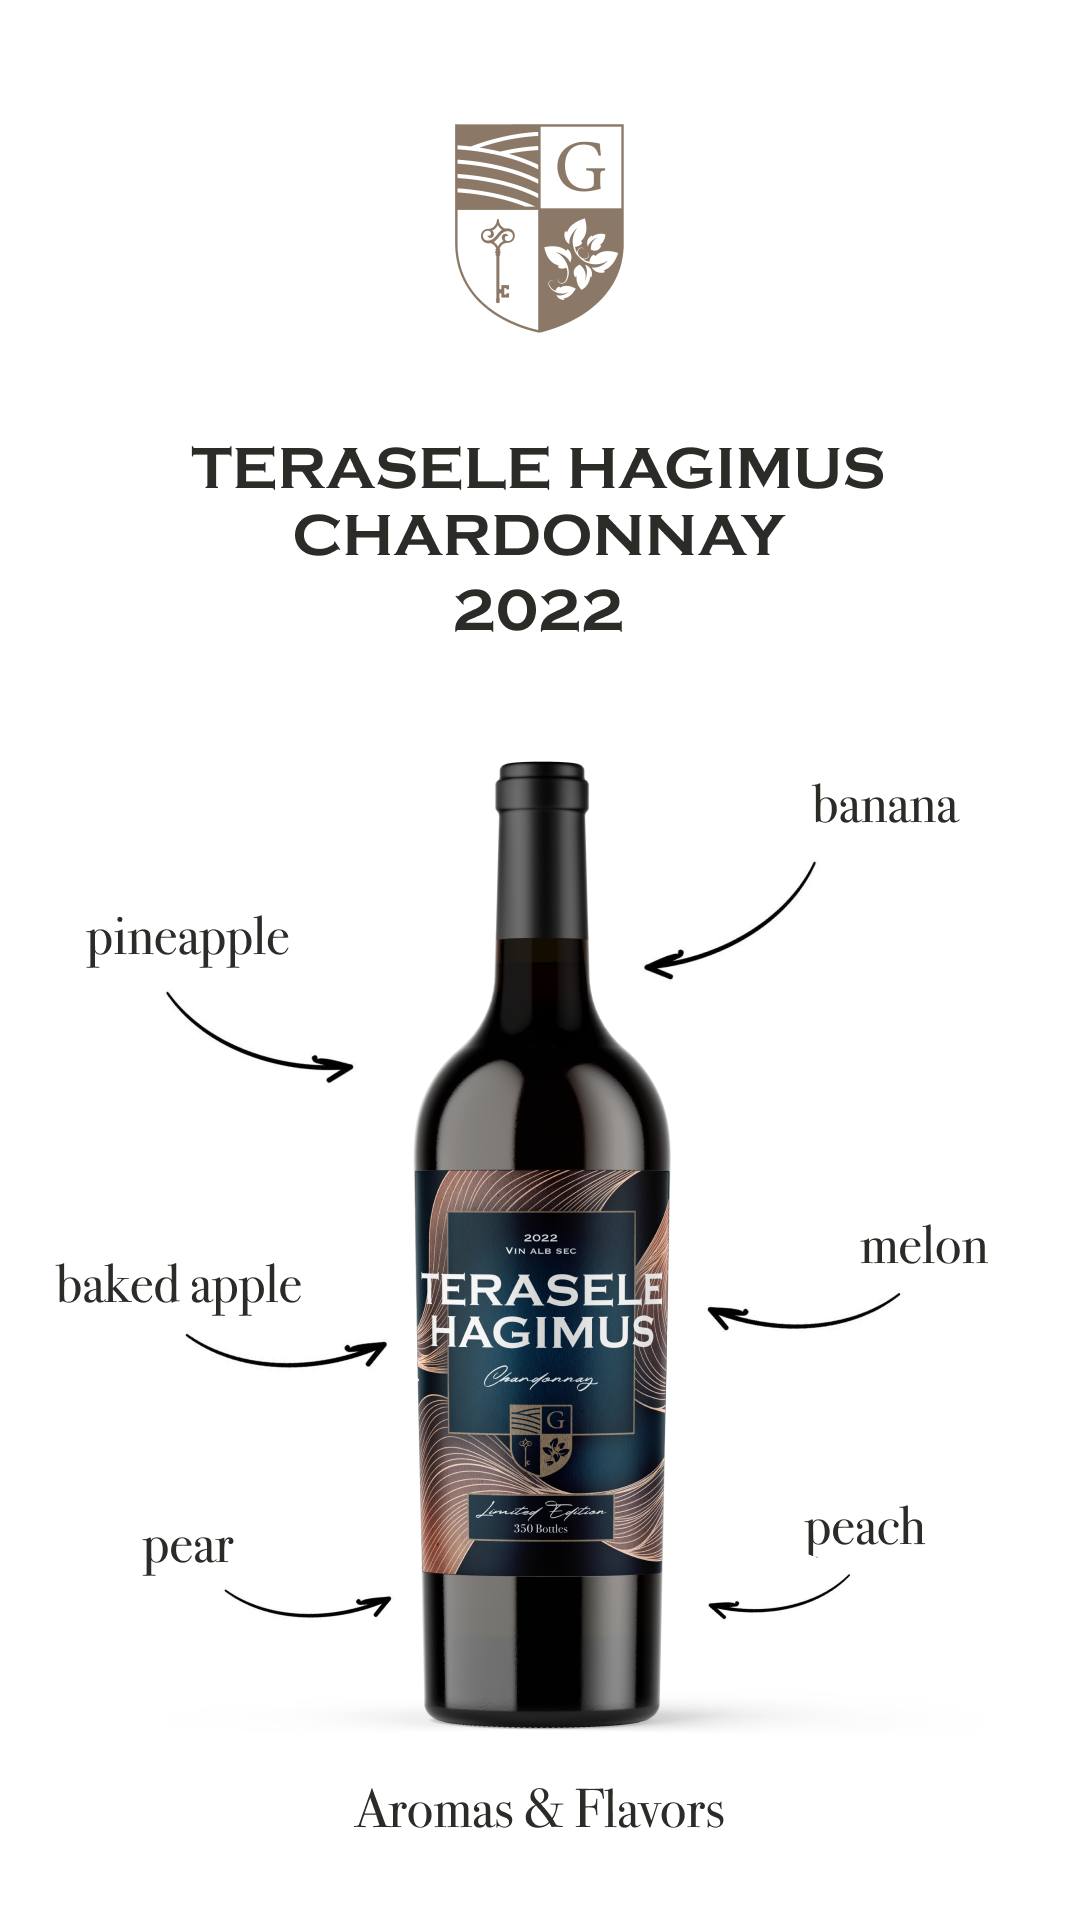 G
TERASELE HAGIMUS
CHARDONNAY
2022
banana
pineapple
melon
baked apple
peach
pear
2022
VIN ALB SEC
TERASELE
HAGIMUS
Chardonnay
G
Limited Edition
350 Bottles
Aromas & Flavors